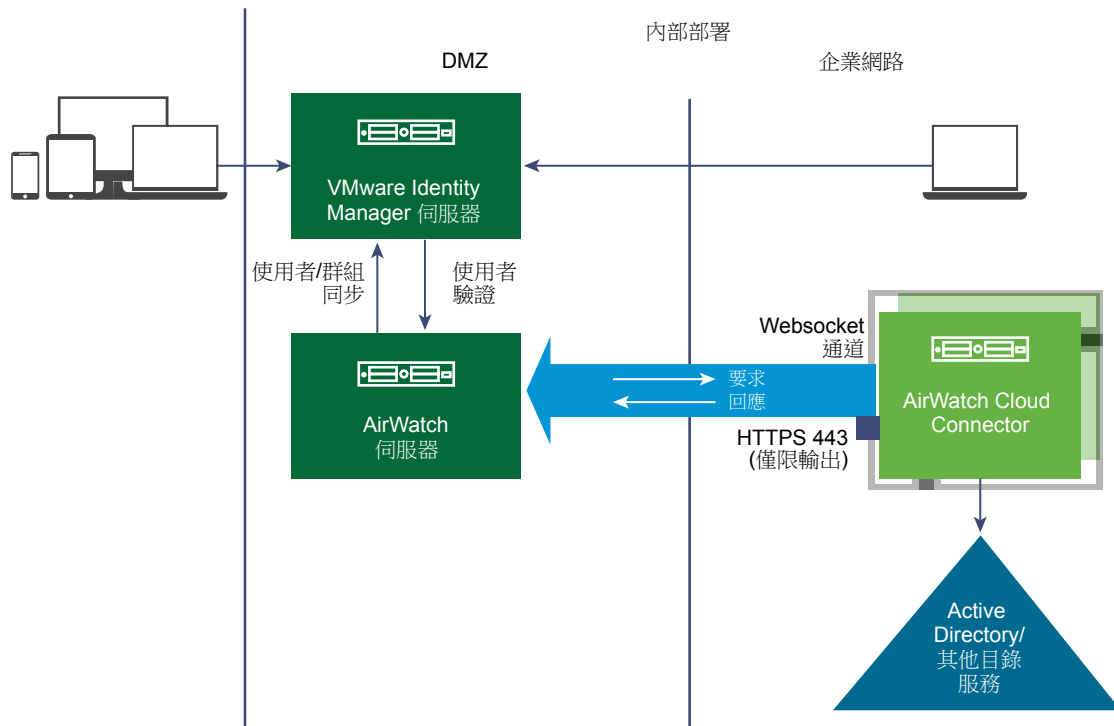 內部部署
DMZ
企業網路
VMware Identity
Manager 伺服器
使用者/群組
同步
使用者
驗證
Websocket
通道
要求
回應
AirWatch
伺服器
HTTPS 443
(僅限輸出)
AirWatch Cloud
Connector
Active
Directory/
其他目錄
服務